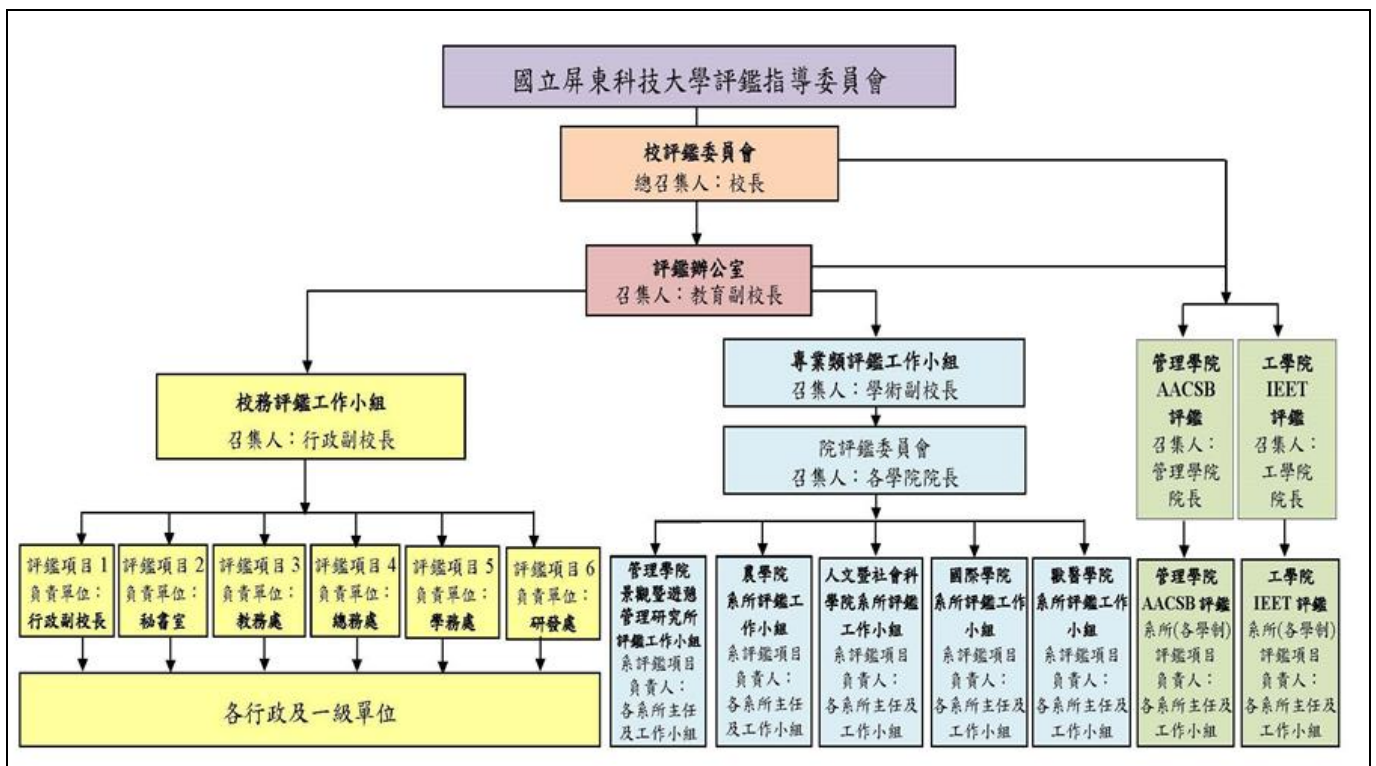 國立屏東科技大學評鑑指導委員會
校評鑑委員會
總召集人：校長
評鑑辦公室
召集人：教育副校長
校務評鑑工作小組
召集人：行政副校長
專業類評鑑工作小組
召集人：學術副校長
院評鑑委員會
召集人：各學院院長
管理學院
AACSB
評鑑
召集人：
管理學院
院長
工學院
IEET
評鑑
召集人：
工學院
院長
評鑑項目 1
負責單位：
行政副校長
評鑑項目 2
負責單位：
秘書室
評鑑項目 3
負責單位：
教務處
評鑑項目 4
負責單位：
總務處
評鑑項目 5
負責單位：
學務處
評鑑項目 6
負責單位：
研發處
各行政及一級單位
管理學院
景觀暨遊憩
管理研究所
評鑑工作小組
系評鑑項目
負責人：
各系所主任
及工作小組
農學院
系所評鑑工
作小組
系評鑑項目
負責人：
各系所主任
及工作小組
人文暨社會科
學院系所評鑑
工作小組
系評鑑項目
負責人：
各系所主任及
工作小組
國際學院
系所評鑑工作
小組
系評鑑項目
負責人：
各系所主任及
工作小組
獸醫學院
系所評鑑工作
小組
系評鑑項目
負責人：
各系所主任及
工作小組
管理學院
AACSB 評鑑
系所(各學制)
評鑑項目
負責人：
各系所主任及
工作小組
工學院
IEET 評鑑
系所(各學制)
評鑑項目
負責人：
各系所主任及
工作小組